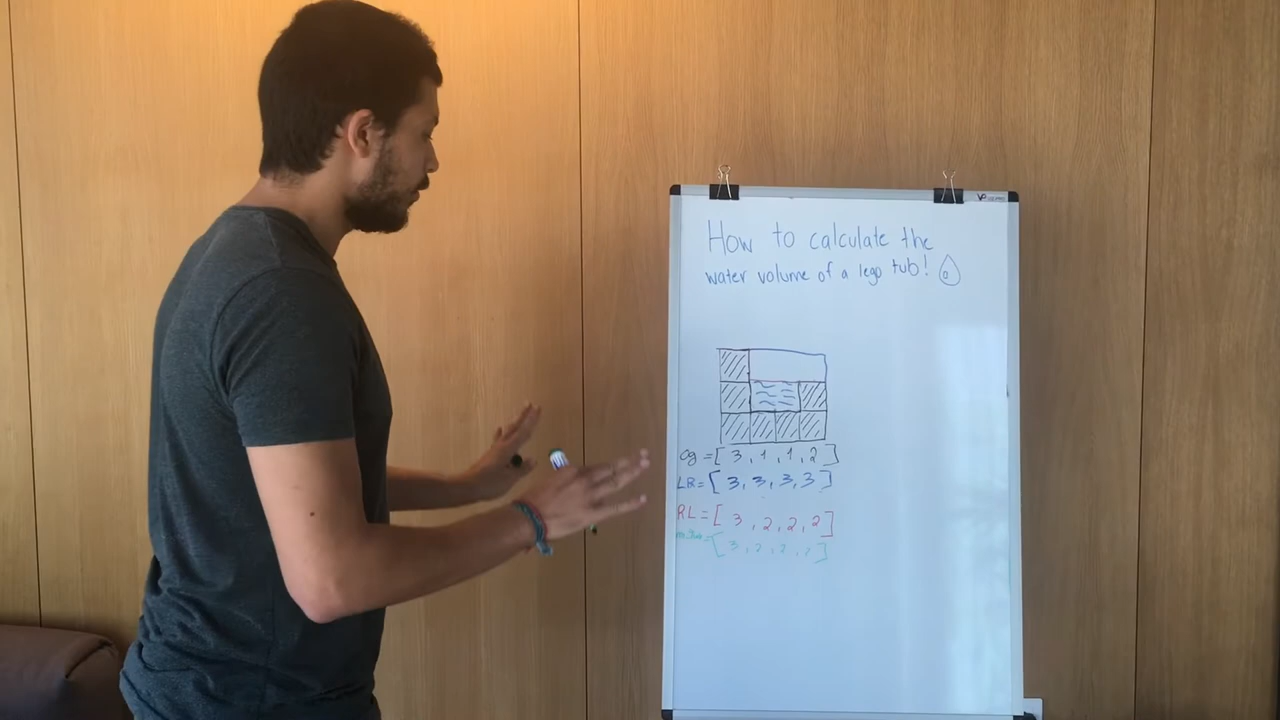 How to calculate the
water volume of a lego tub!
og = [ 3, 1, 1, 2 ]
LR = [ 3, 3, 3, 3 ]
RL = [ 3, 2, 2, 2 ]
[ 3, 2, 2, 2 ]